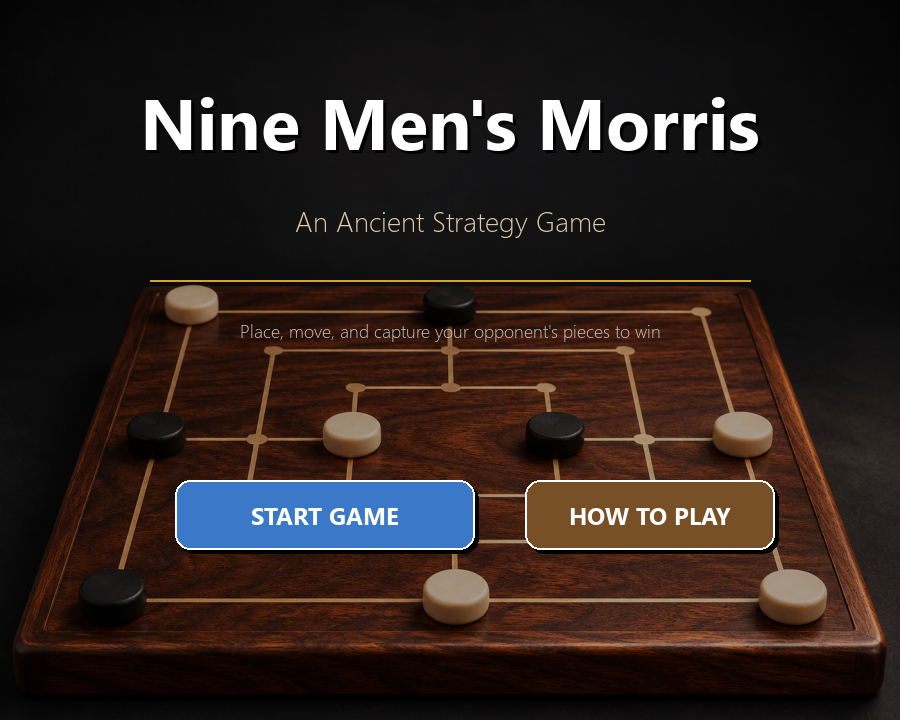 Nine Men's Morris
An Ancient Strategy Game
Place, move, and capture your opponent's pieces to win
START GAME
HOW TO PLAY